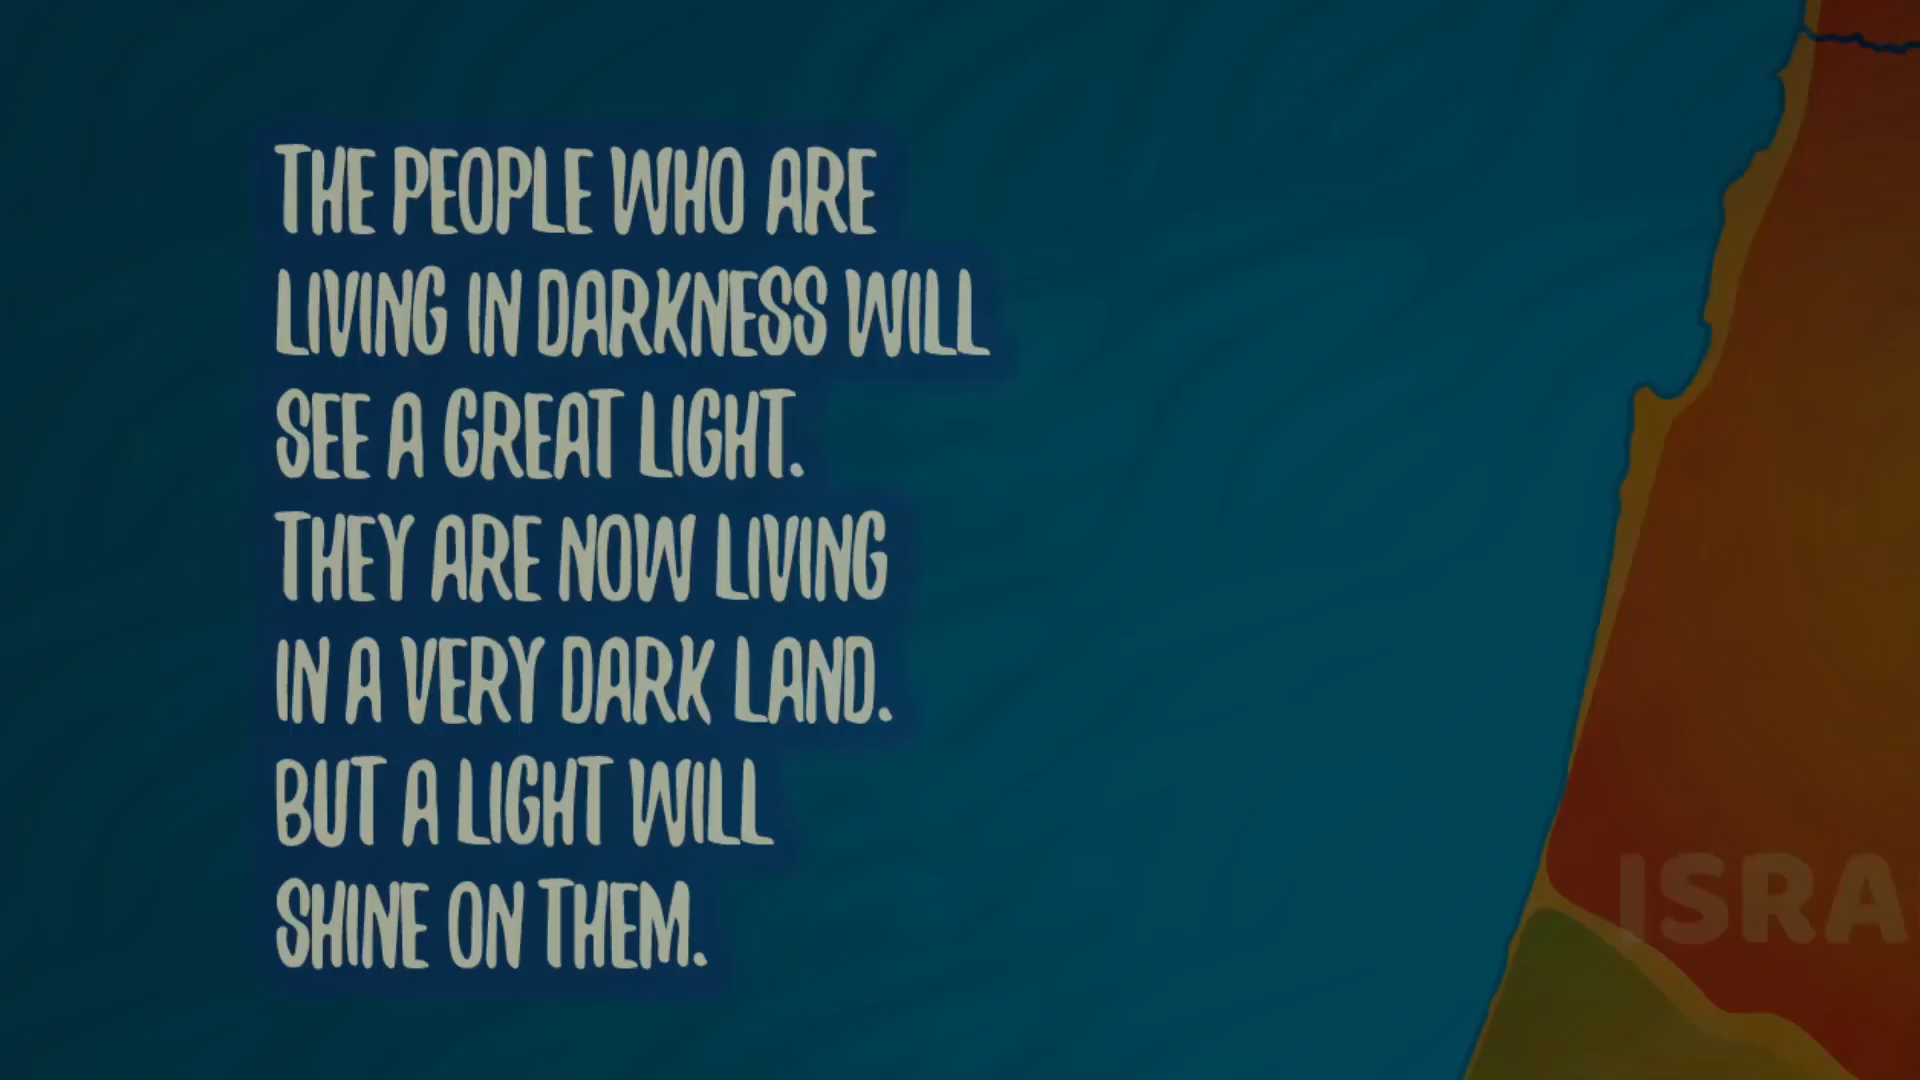 THE PEOPLE WHO ARE
LIVING IN DARKNESS WILL
SEE A GREAT LIGHT.
THEY ARE NOW LIVING
IN A VERY DARK LAND.
BUT A LIGHT WILL
SHINE ON THEM.
ISRA